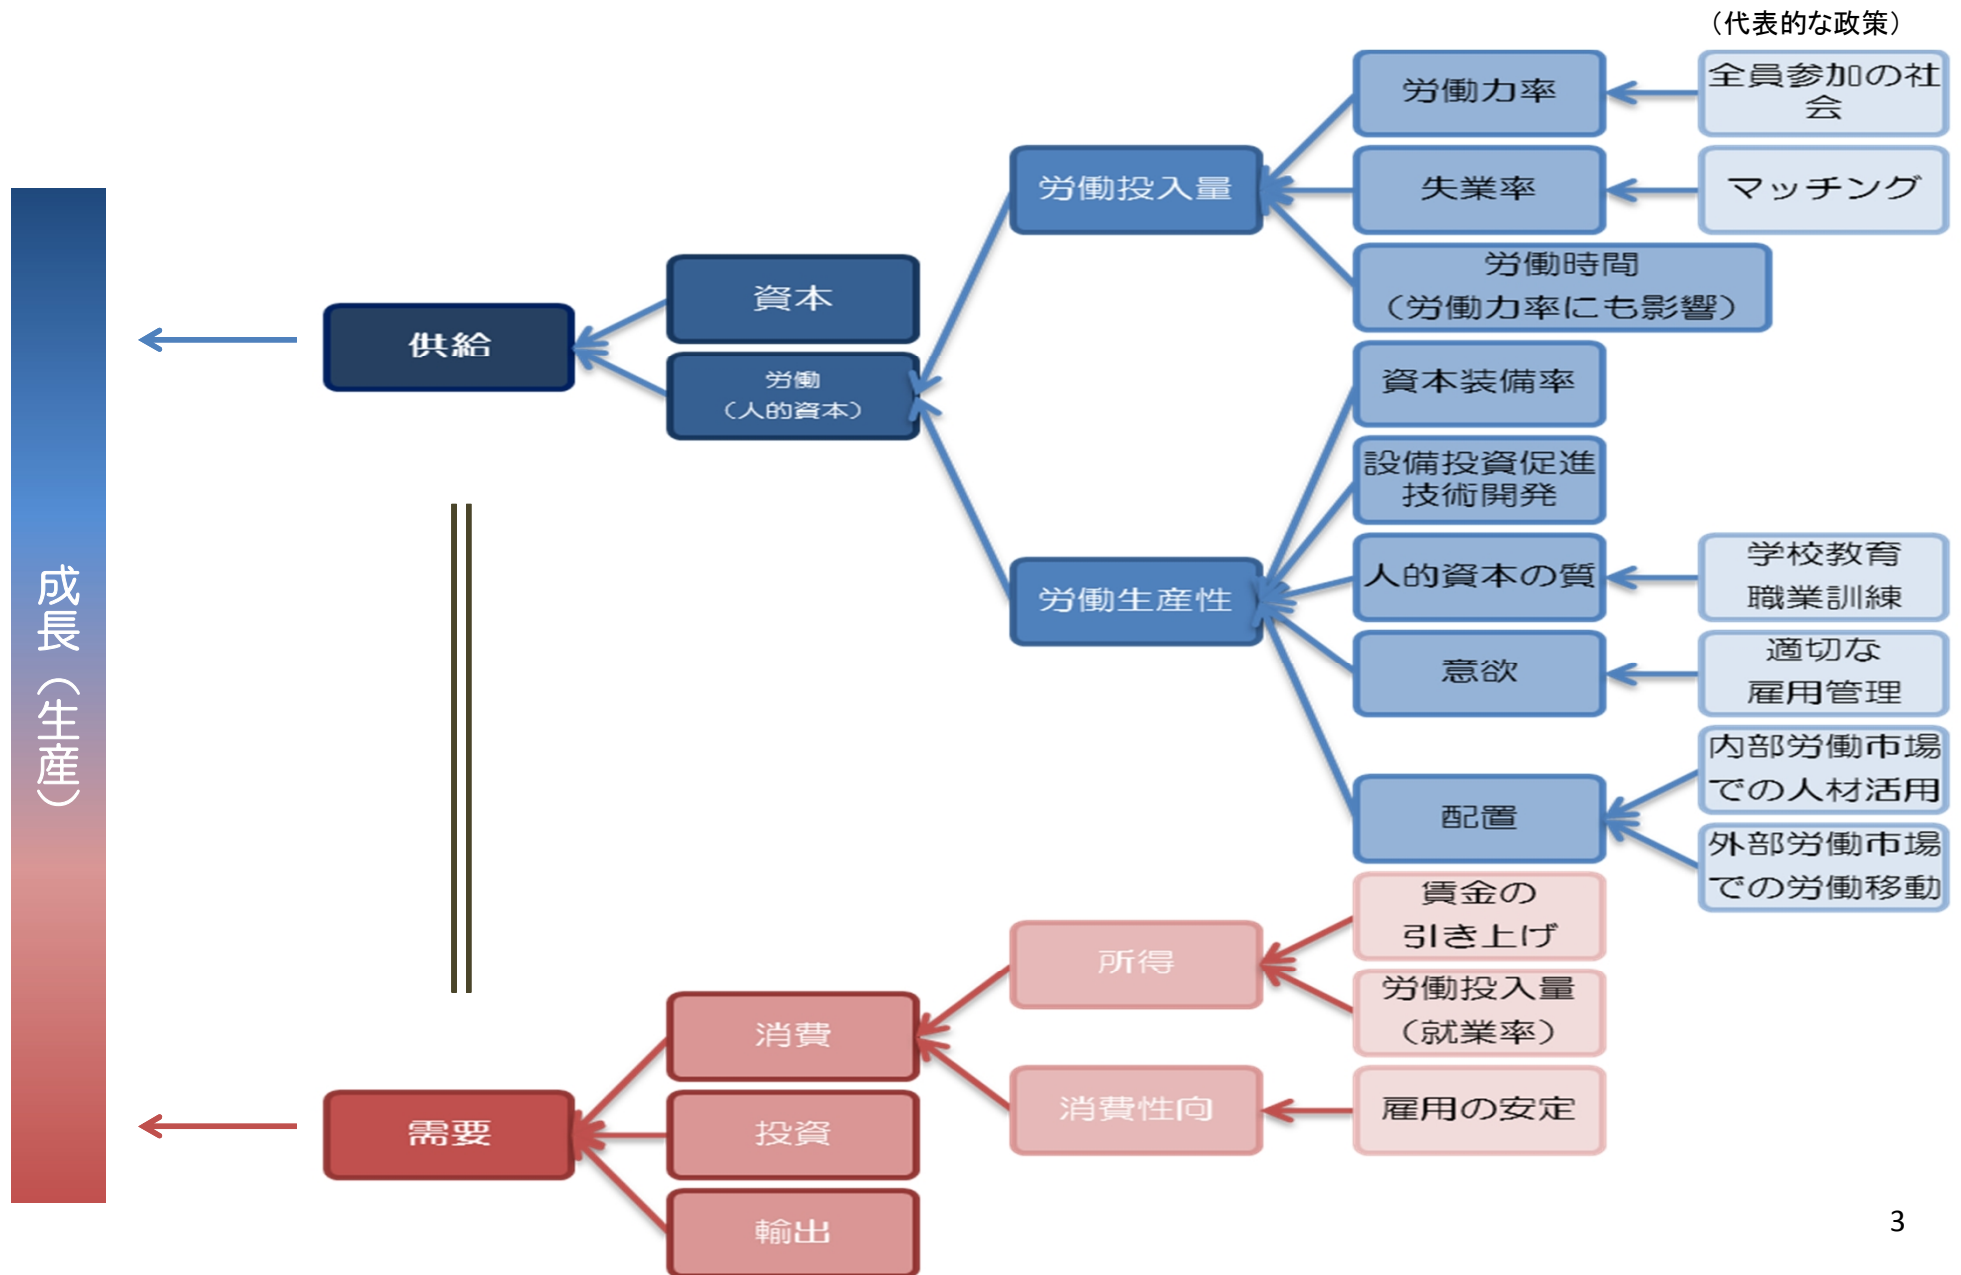 （代表的な政策）
成長（生産）
供給
資本
労働
（人的資本）
労働投入量
労働力率
全員参加の社
会
失業率
マッチング
労働時間
（労働力率にも影響）
労働生産性
資本装備率
設備投資促進
技術開発
人的資本の質
学校教育
職業訓練
意欲
適切な
雇用管理
配置
内部労働市場
での人材活用
外部労働市場
での労働移動
需要
消費
所得
賃金の
引き上げ
労働投入量
（就業率）
消費性向
雇用の安定
投資
輸出
3